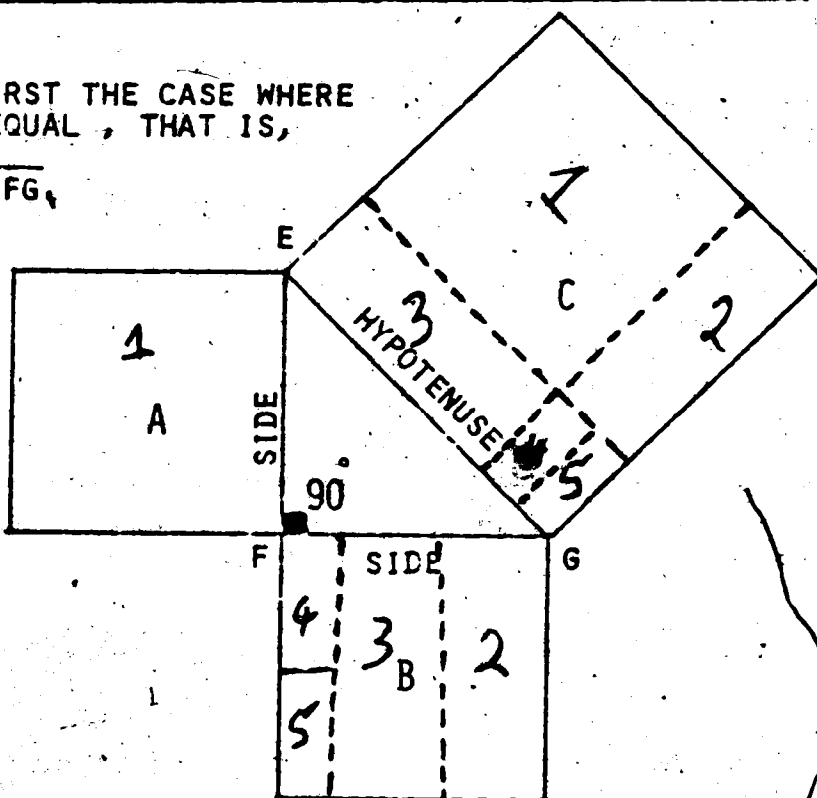 RST THE CASE WHERE
EQUAL, THAT IS,
FG,
E
1
C
3
2
HYPOTENUSE
5
1
A
SIDE
90°
F
SIDE
G
4
3
B
2
5